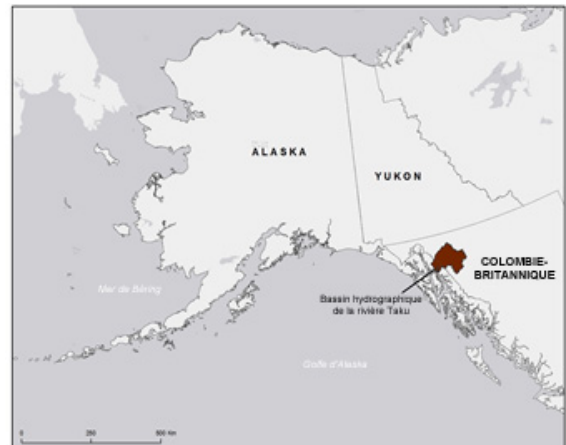 ALASKA
YUKON
COLOMBIE-
BRITANNIQUE
Bassin hydrographique
de la rivière Taku
Mer de Béring
Golfe d'Alaska
0 250 500 Km